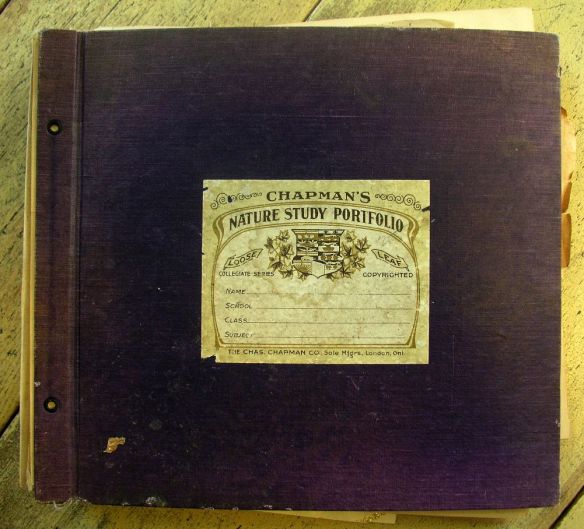 CHAPMAN'S
NATURE STUDY PORTFOLIO
LOOSE LEAF
COLLEGIATE SERIES COPYRIGHTED
NAME
SCHOOL
CLASS
SUBJECT
THE CHAS. CHAPMAN CO. Sole Mfgrs. London, Ont.